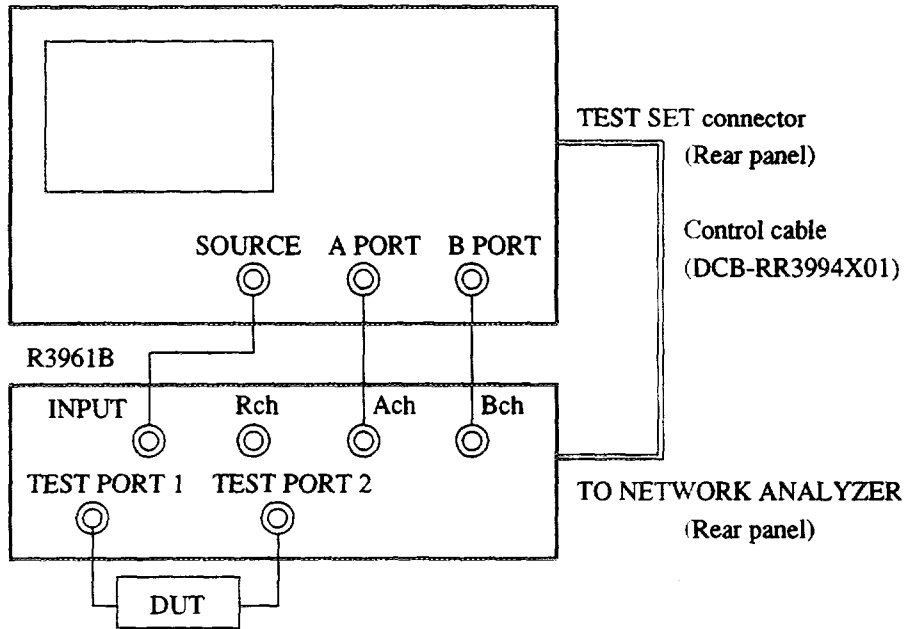 TEST SET connector
(Rear panel)
SOURCE A PORT B PORT
Control cable
(DCB-RR3994X01)
R3961B
INPUT Rch Ach Bch
TEST PORT 1 TEST PORT 2
TO NETWORK ANALYZER
(Rear panel)
DUT